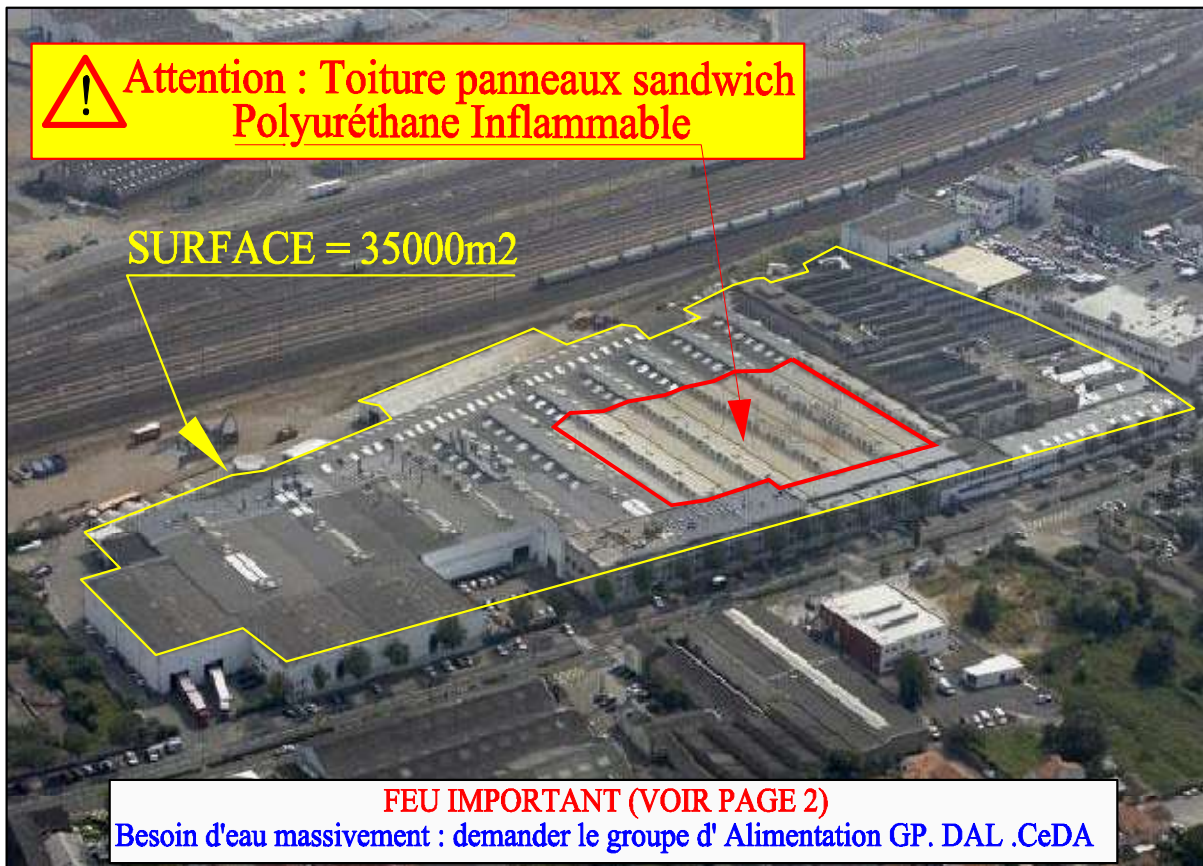 !
Attention : Toiture panneaux sandwich
Polyuréthane Inflammable
SURFACE = 35000m2
FEU IMPORTANT (VOIR PAGE 2)
Besoin d'eau massivement : demander le groupe d' Alimentation GP. DAL .CeDA